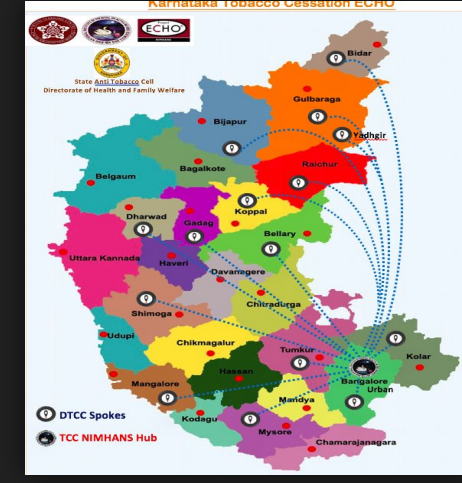 Karnataka Tobacco Cessation ECHO
ECHO
State Anti Tobacco Cell
Directorate of Health and Family Welfare
Bidar
Gulbaraga
Bijapur
Yadhgir
Raichur
Bagalkote
Belgaum
Koppal
Dharwad
Gadag
Bellary
Uttara Kannada
Haveri
Davanagere
Chitradurga
Shimoga
Udupi
Chikmagalur
Tumkur
Kolar
Hassan
Mangalore
Bangalore
Urban
Mandya
Kodagu
DTCC Spokes
Mysore
TCC NIMHANS Hub
Chamarajanagara